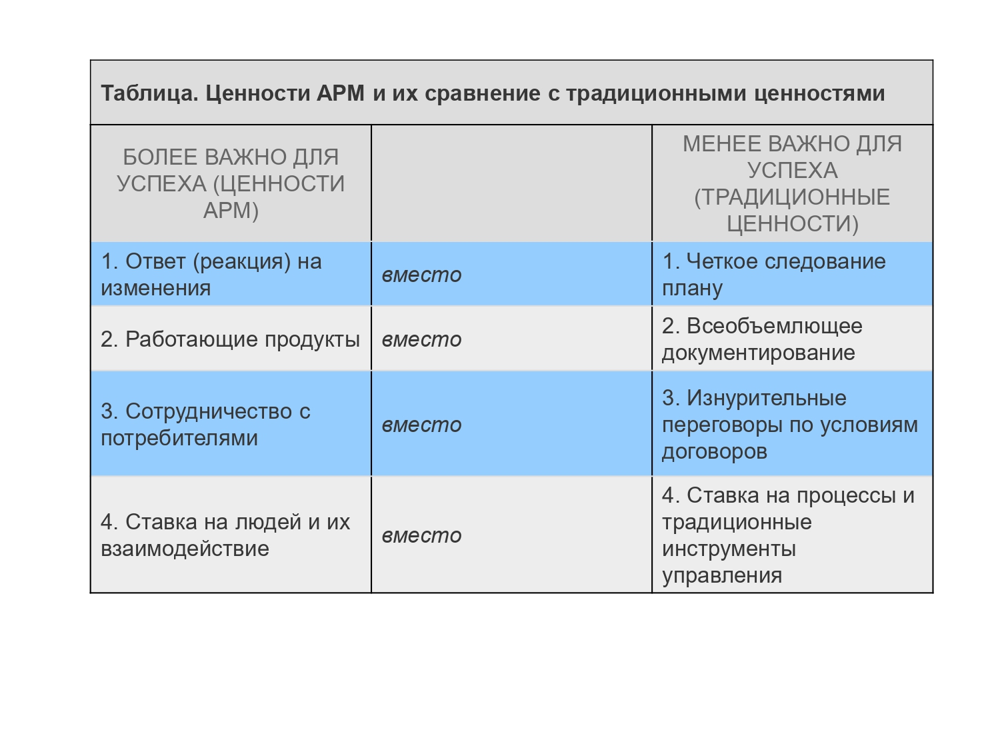 Таблица. Ценности APM и их сравнение с традиционными ценностями
БОЛЕЕ ВАЖНО ДЛЯ
УСПЕХА (ЦЕННОСТИ
APM)
МЕНЕЕ ВАЖНО ДЛЯ
УСПЕХА
(ТРАДИЦИОННЫЕ
ЦЕННОСТИ)
1. Ответ (реакция) на
изменения
вместо
1. Четкое следование
плану
2. Работающие продукты
вместо
2. Всеобъемлющее
документирование
3. Сотрудничество с
потребителями
вместо
3. Изнурительные
переговоры по условиям
договоров
4. Ставка на людей и их
взаимодействие
вместо
4. Ставка на процессы и
традиционные
инструменты
управления